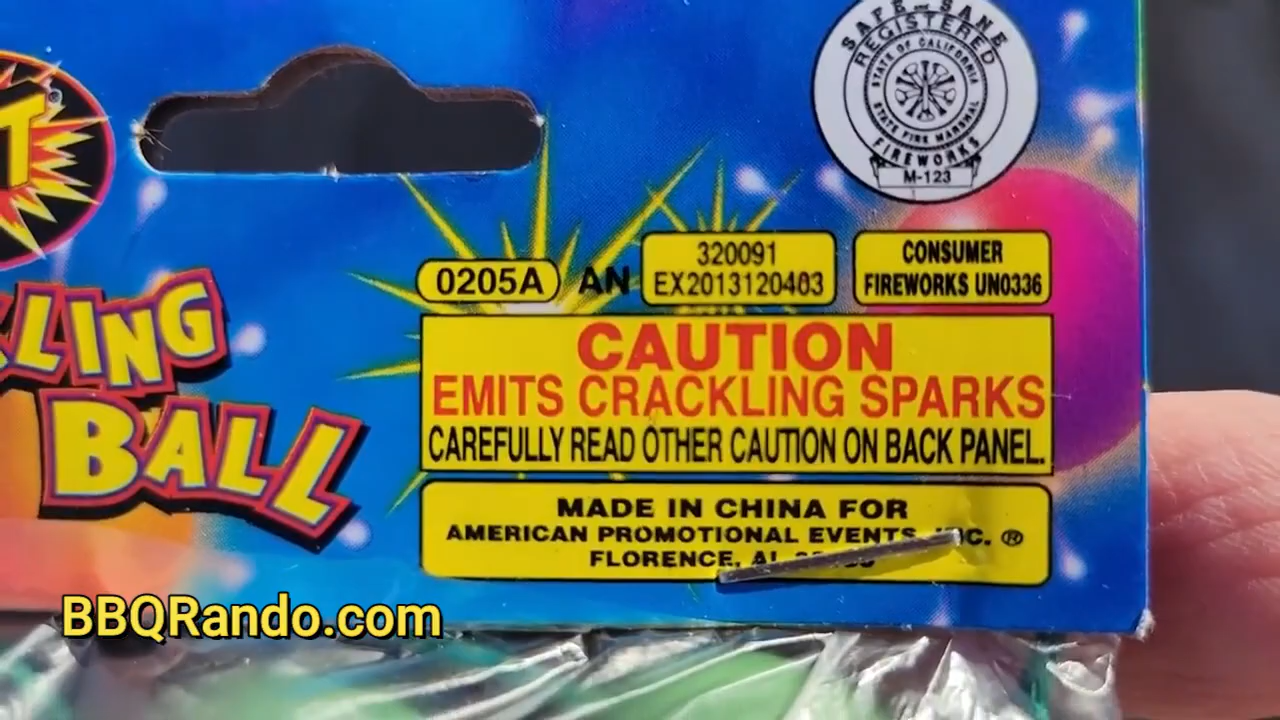 SAFE and SANE
REGISTERED
STATE OF CALIFORNIA
STATE FIRE MARSHAL
FIREWORKS
M-123
0205A
AN
320091
EX2013120483
CONSUMER
FIREWORKS UN0336
CAUTION
EMITS CRACKLING SPARKS
CAREFULLY READ OTHER CAUTION ON BACK PANEL.
MADE IN CHINA FOR
AMERICAN PROMOTIONAL EVENTS, INC. ®
FLORENCE, AL
LING
BALL
BBQRando.com